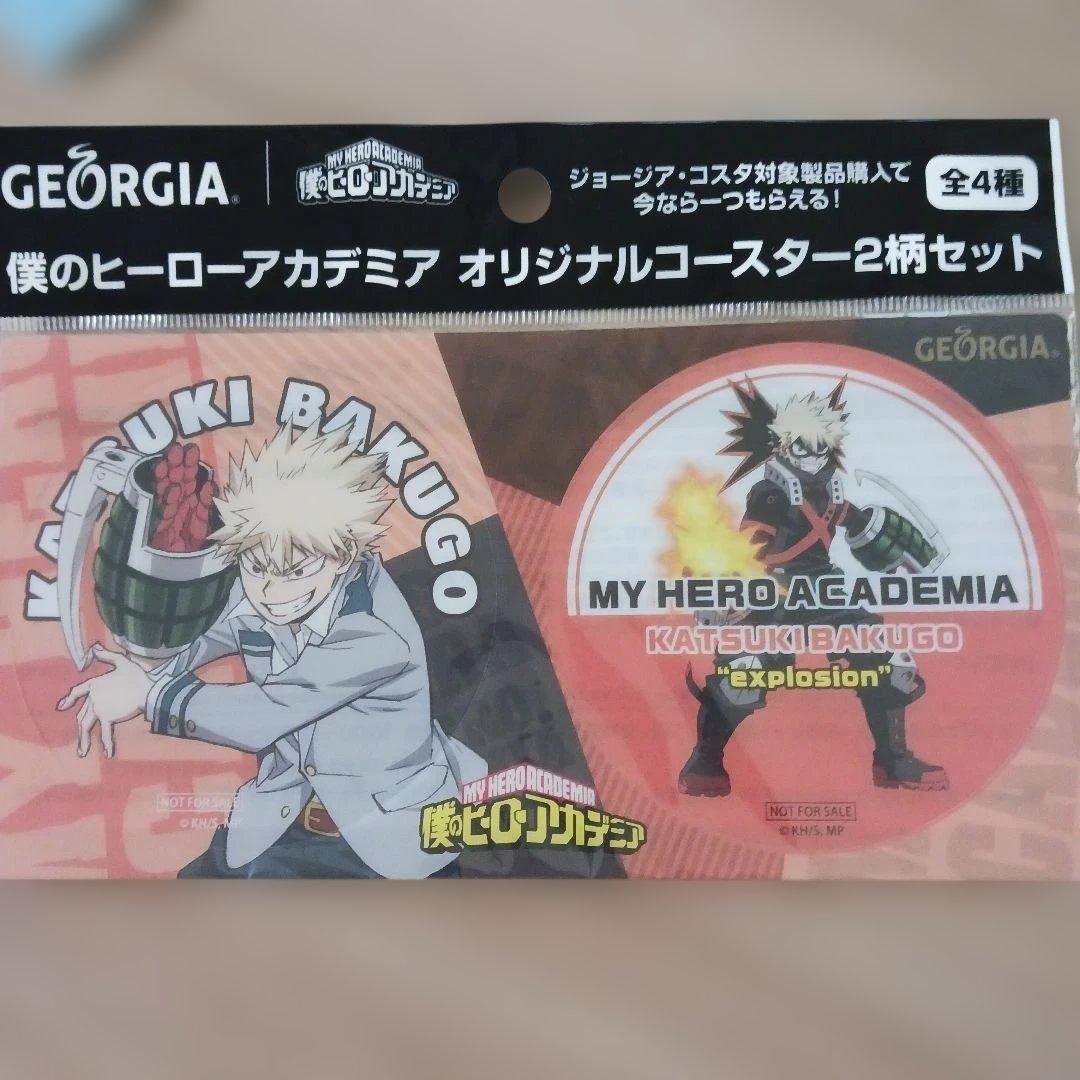 GEORGIA®
MY HERO ACADEMIA
僕のヒーローアカデミア
ジョージア・コスタ対象製品購入で
今なら一つもらえる!
全4種
僕のヒーローアカデミア オリジナルコースター2柄セット
KATSUKI BAKUGO
NOT FOR SALE
©KH/S, MP
MY HERO ACADEMIA
僕のヒーローアカデミア
GEORGIA®
MY HERO ACADEMIA
KATSUKI BAKUGO
“explosion”
NOT FOR SALE
©KH/S, MP